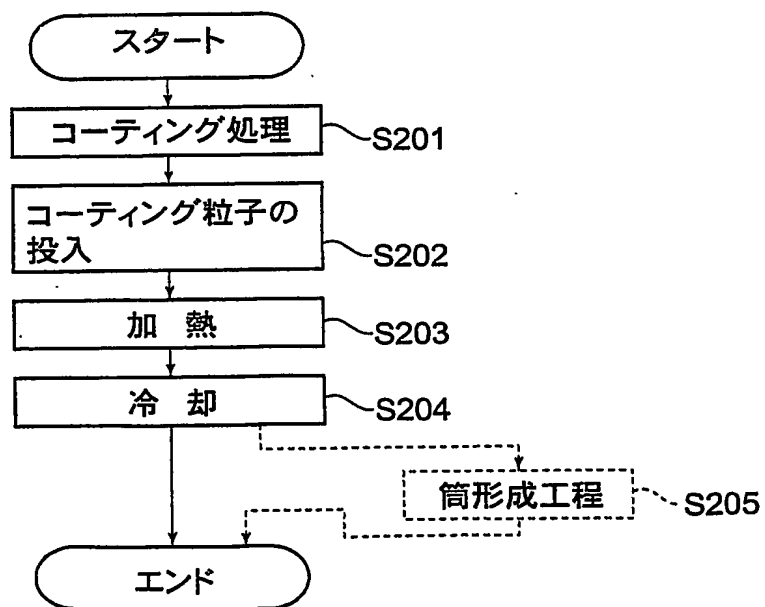 スタート
コーティング処理 S201
コーティング粒子の
投入 S202
加 熱 S203
冷 却 S204
筒形成工程 S205
エンド